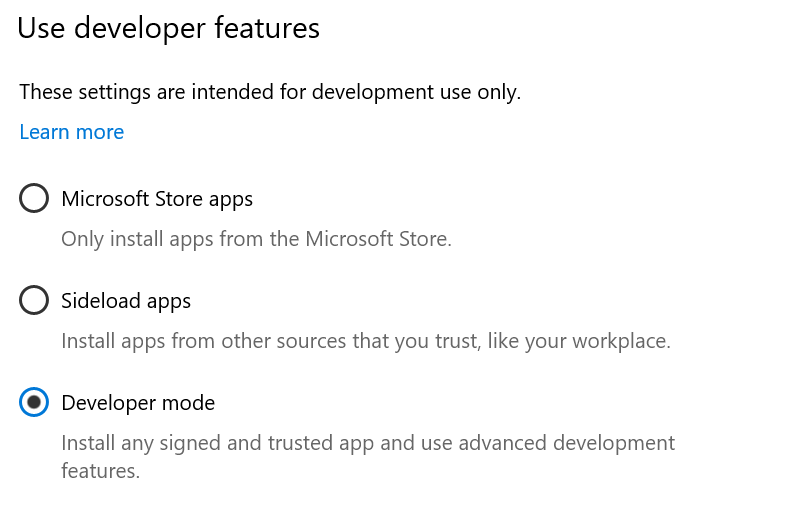 Use developer features
These settings are intended for development use only.
Learn more
Microsoft Store apps
Only install apps from the Microsoft Store.
Sideload apps
Install apps from other sources that you trust, like your workplace.
Developer mode
Install any signed and trusted app and use advanced development
features.